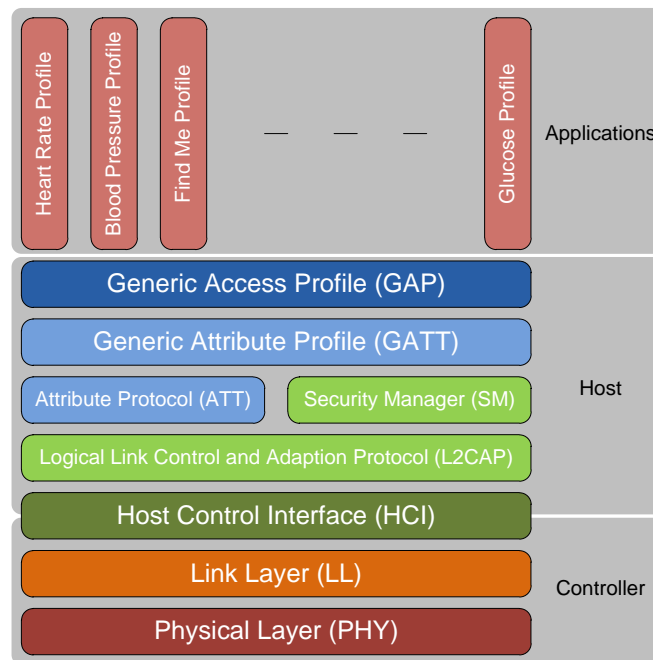 Heart Rate Profile
Blood Pressure Profile
Find Me Profile
Glucose Profile
Applications
Generic Access Profile (GAP)
Generic Attribute Profile (GATT)
Attribute Protocol (ATT)
Security Manager (SM)
Host
Logical Link Control and Adaption Protocol (L2CAP)
Host Control Interface (HCI)
Link Layer (LL)
Controller
Physical Layer (PHY)